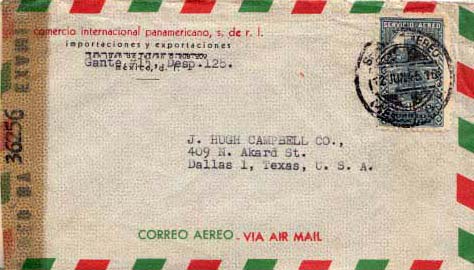 comercio internacional panamericano, s. de r. l.
importaciones y exportaciones
Gante Desp. 125.
SERVICIO AEREO
36256
J. HUGH CAMPBELL CO.,
409 N. Akard St.
Dallas 1, Texas, U. S. A.
CORREO AEREO - VIA AIR MAIL